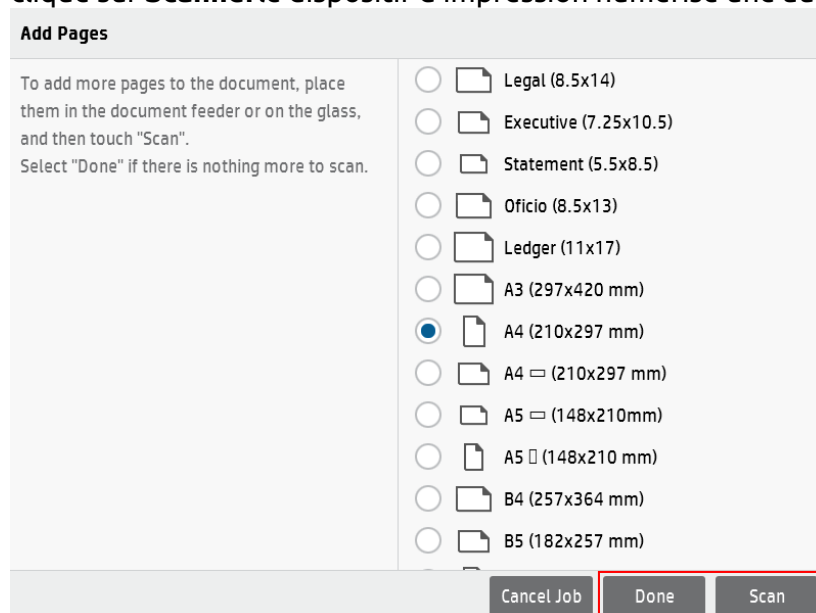 Add Pages
To add more pages to the document, place
them in the document feeder or on the glass,
and then touch "Scan".
Select "Done" if there is nothing more to scan.
Legal (8.5x14)
Executive (7.25x10.5)
Statement (5.5x8.5)
Oficio (8.5x13)
Ledger (11x17)
A3 (297x420 mm)
A4 (210x297 mm)
A4 ▭ (210x297 mm)
A5 ▭ (148x210mm)
A5 ▯ (148x210 mm)
B4 (257x364 mm)
B5 (182x257 mm)
Cancel Job Done Scan